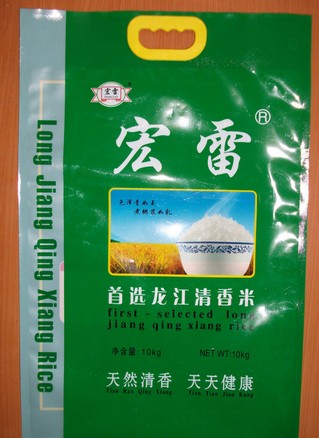 宏雷
宏雷®
首选龙江清香米
first - selected long
jiang qing xiang rice
净含量: 10kg NET WT:10kg
天然清香 天天健康
Tian Ran Qing Xiang Tian Tian Jian Kang
Long Jiang Qing Xiang Rice